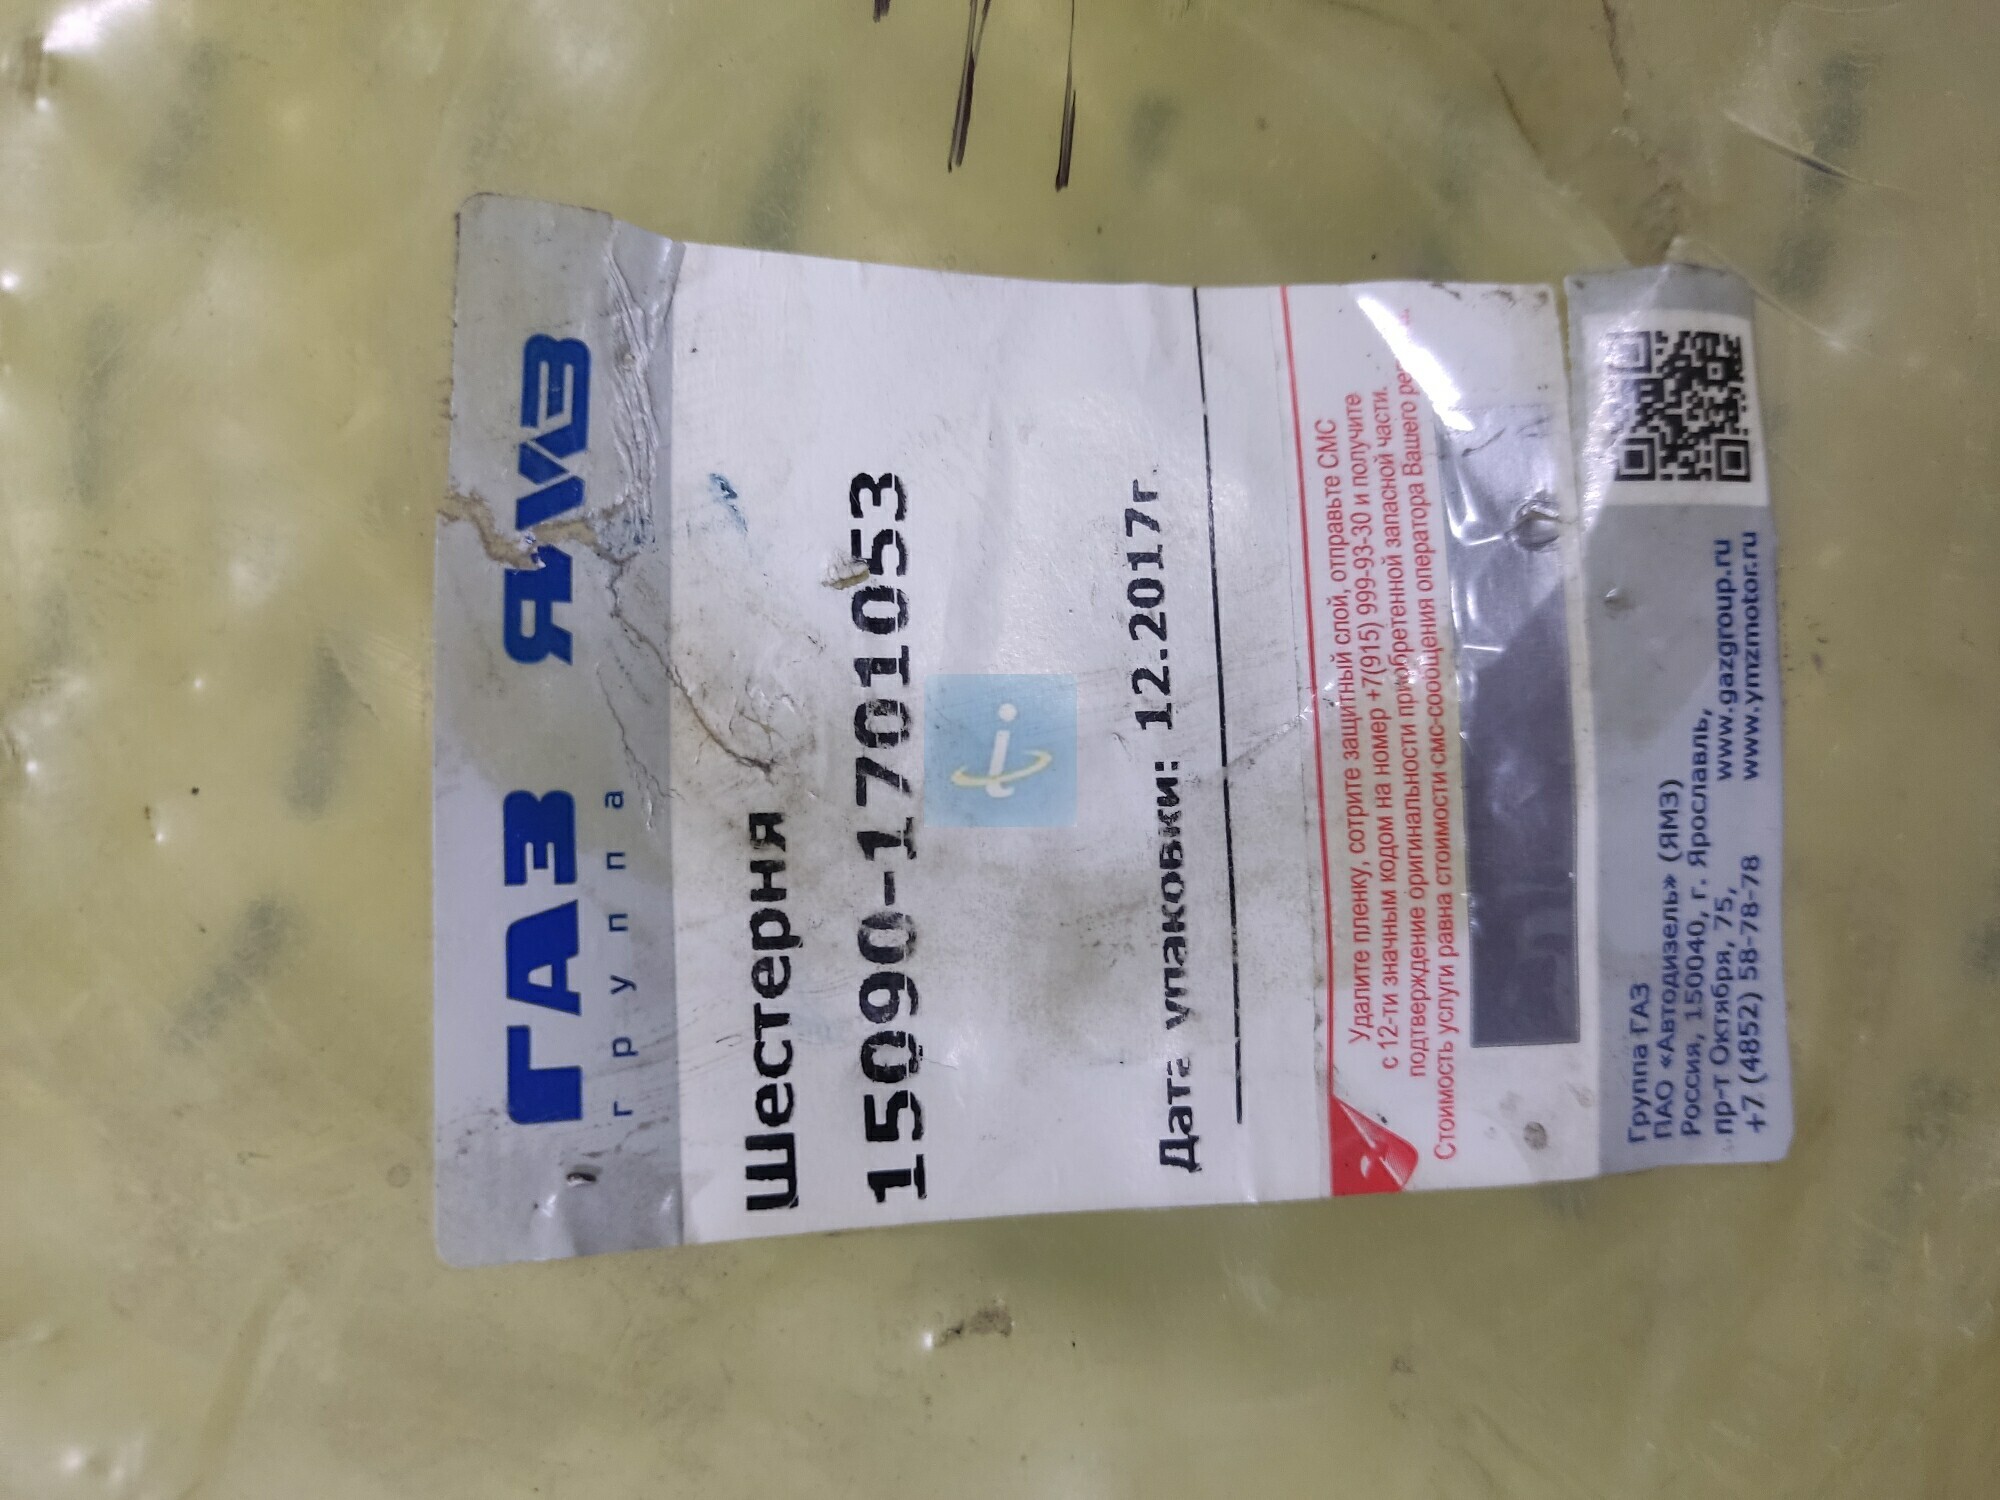 ГАЗ ЯМЗ
группа
Шестерня
15090-1701053
Дата упаковки: 12.2017г.
Удалите пленку, сотрите защитный слой, отправьте СМС
с 12-ти значным кодом на номер +7(915) 999-93-30 и получите
подтверждение оригинальности приобретенной запасной части.
Стоимость услуги равна стоимости смс-сообщения оператора Вашего
Группа ГАЗ
ПАО «Автодизель» (ЯМЗ)
Россия, 150040, г. Ярославль,
пр-т Октября, 75, www.gazgroup.ru
+7 (4852) 58-78-78 www.ymzmotor.ru